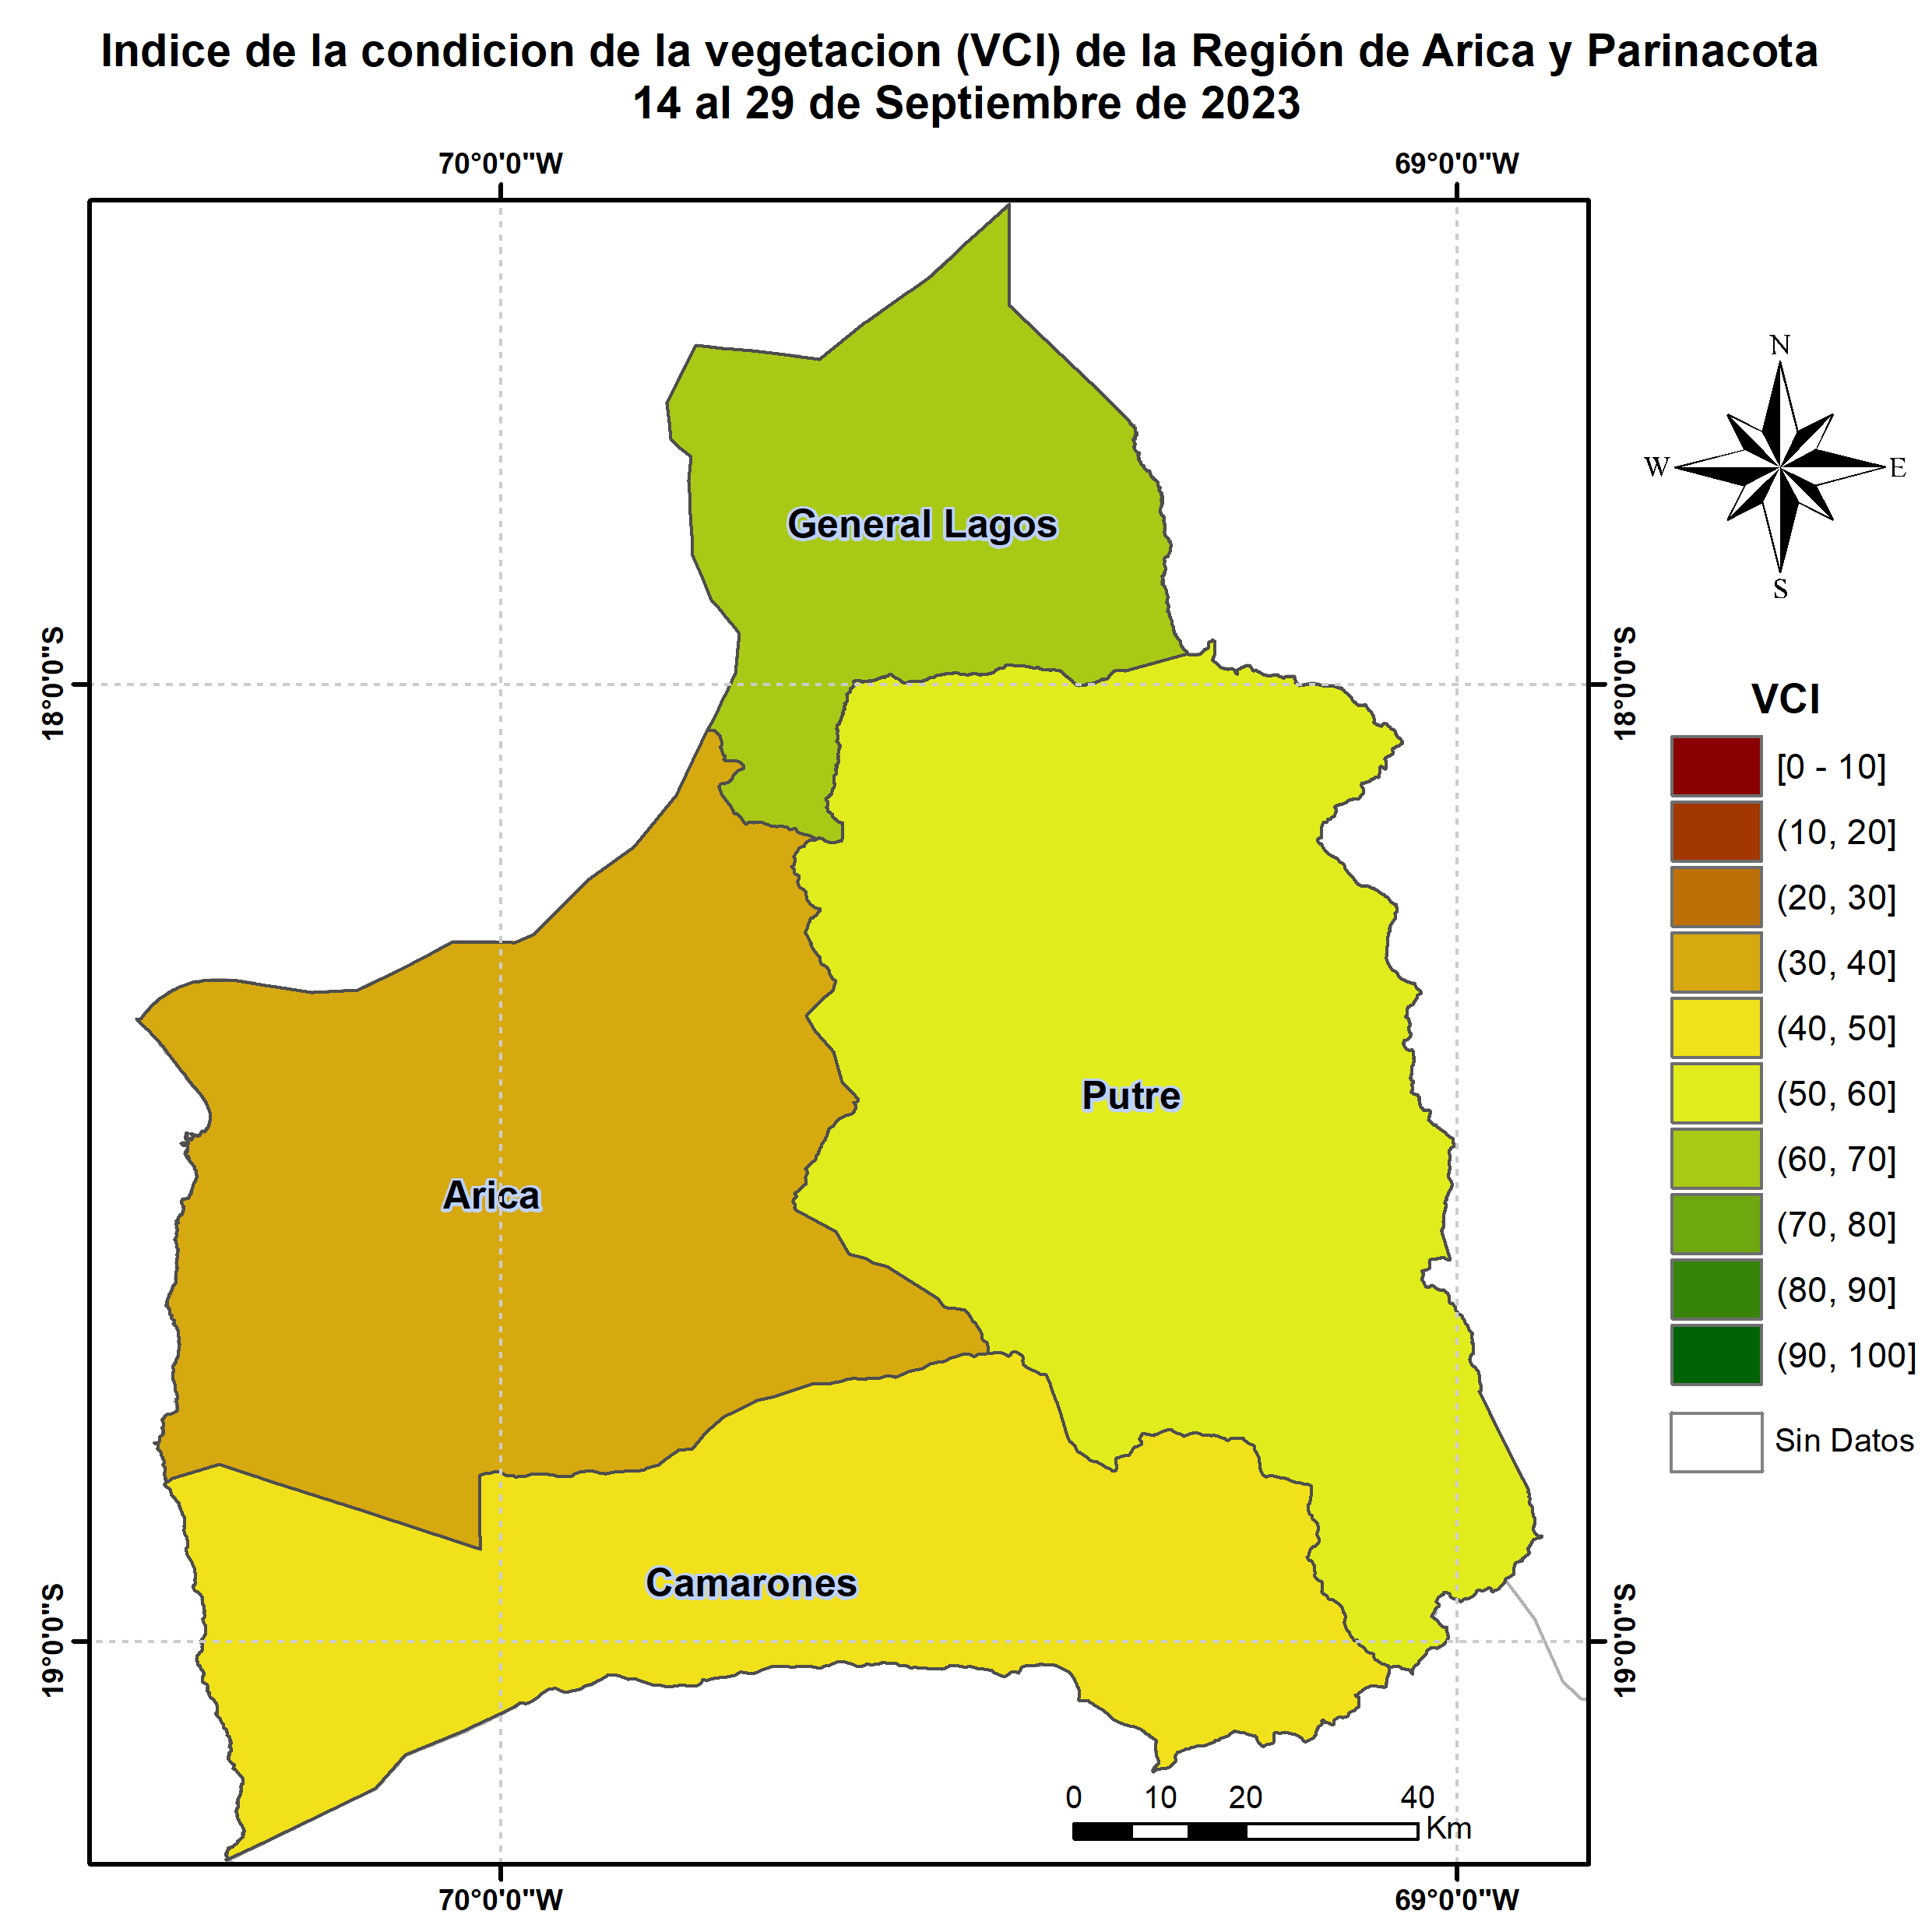 Indice de la condicion de la vegetacion (VCI) de la Región de Arica y Parinacota
14 al 29 de Septiembre de 2023
70°0'0"W
69°0'0"W
N
W
E
S
General Lagos
18°0'0"S
18°0'0"S
VCI
[0 - 10]
(10, 20]
(20, 30]
(30, 40]
(40, 50]
(50, 60]
(60, 70]
(70, 80]
(80, 90]
(90, 100]
Sin Datos
Putre
Arica
Camarones
19°0'0"S
19°0'0"S
0 10 20 40
Km
70°0'0"W
69°0'0"W